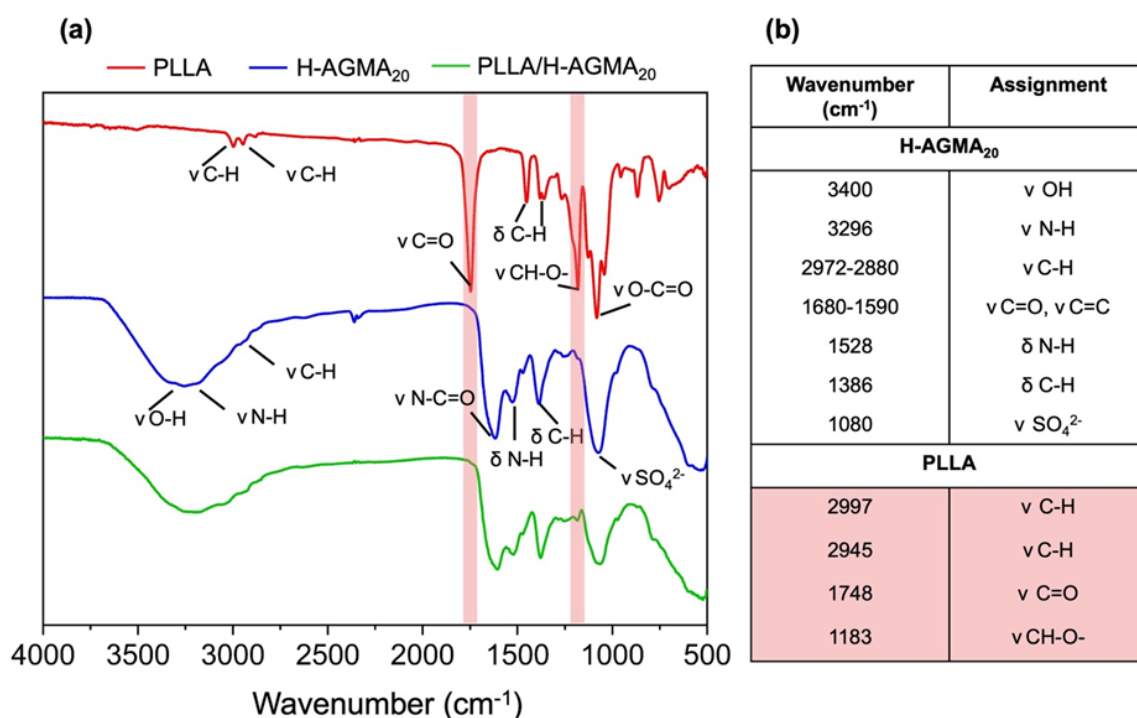 (a)
PLLA
H-AGMA₂₀
PLLA/H-AGMA₂₀
ν C-H
ν C-H
ν C=O
δ C-H
ν CH-O-
ν O-C=O
ν C-H
ν O-H
ν N-H
ν N-C=O
δ N-H
δ C-H
ν SO₄²⁻
4000 3500 3000 2500 2000 1500 1000 500
Wavenumber (cm⁻¹)
(b)
Wavenumber (cm⁻¹) Assignment
H-AGMA₂₀
3400 ν OH
3296 ν N-H
2972-2880 ν C-H
1680-1590 ν C=O, ν C=C
1528 δ N-H
1386 δ C-H
1080 ν SO₄²⁻
PLLA
2997 ν C-H
2945 ν C-H
1748 ν C=O
1183 ν CH-O-